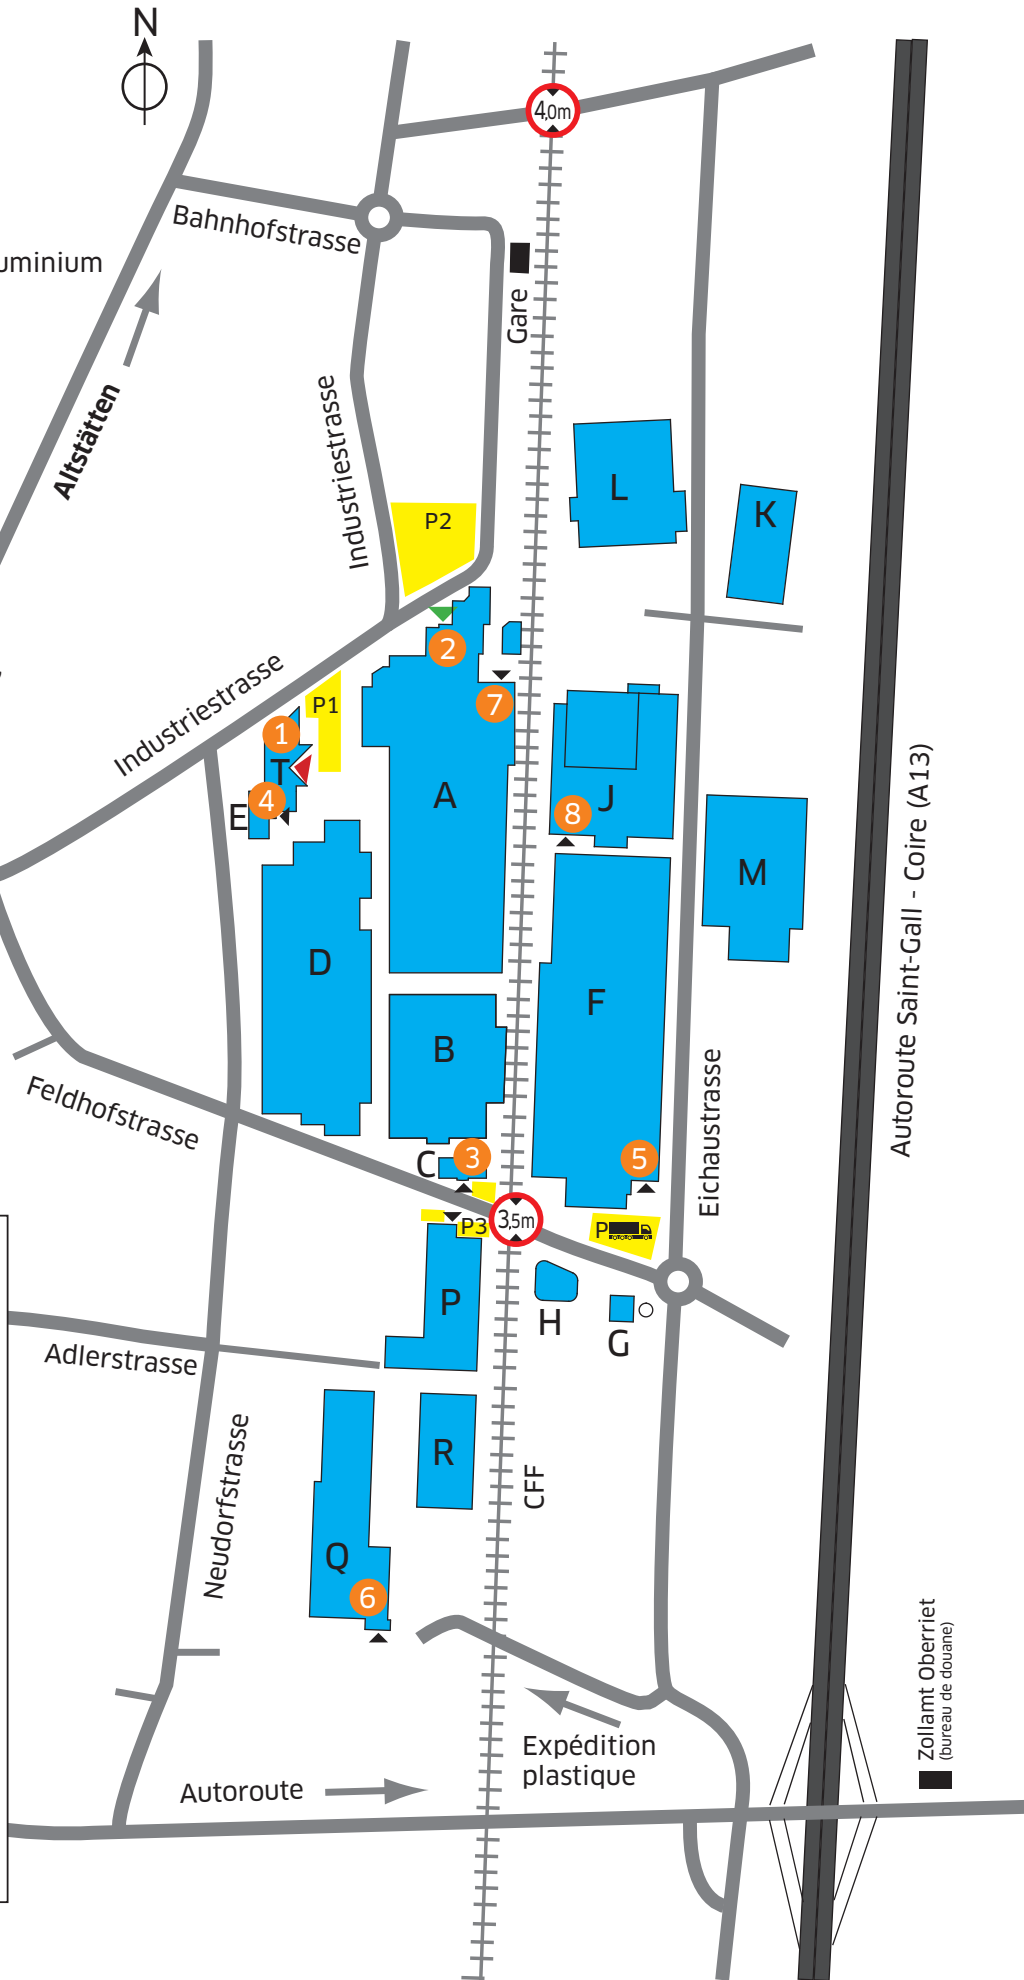 N
4,0m
Bahnhofstrasse
uminium
Gare
Altstätten
Industriestrasse
L
K
P2
2
Industriestrasse
7
P1
1
T
4
E
A
J
8
M
Autoroute Saint-Gall - Coire (A13)
D
F
B
Eichaustrasse
Feldhofstrasse
C
3
5
P3
3,5m
P
P
H
G
Adlerstrasse
R
Neudorfstrasse
CFF
Q
6
Zollamt Oberriet
(bureau de douane)
Expédition
plastique
Autoroute